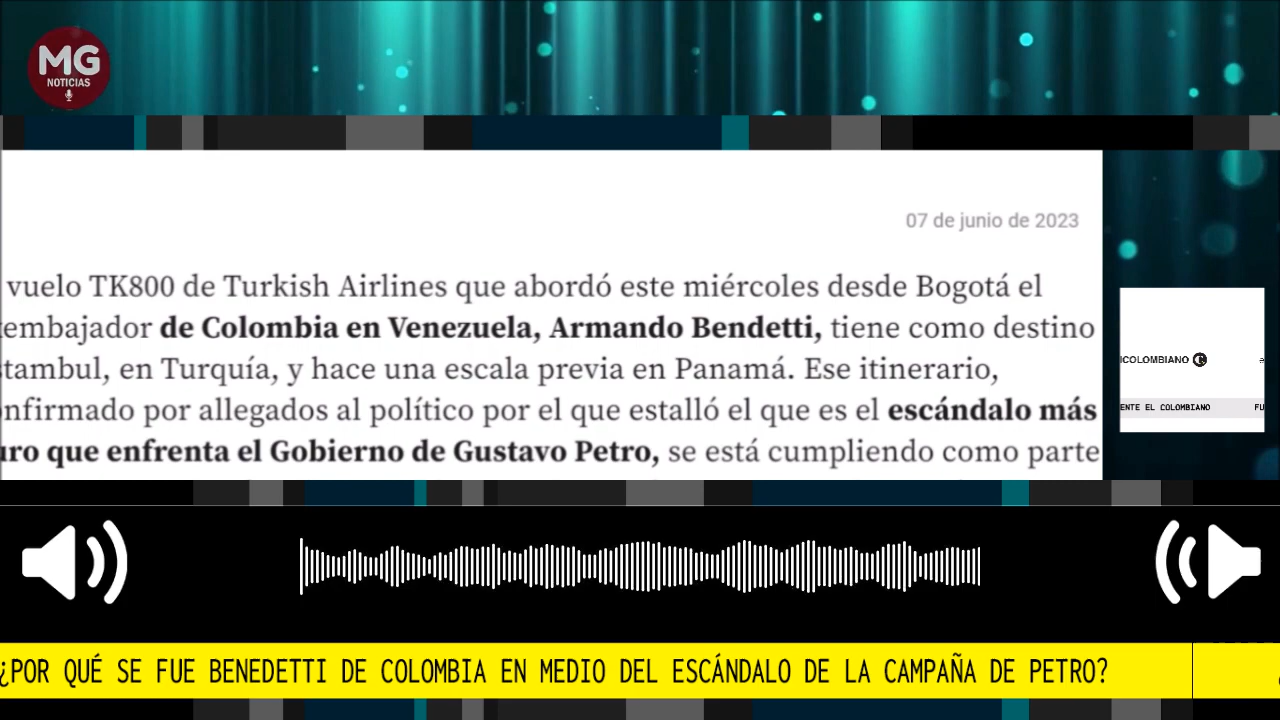 MG
NOTICIAS
07 de junio de 2023
vuelo TK800 de Turkish Airlines que abordó este miércoles desde Bogotá el
embajador de Colombia en Venezuela, Armando Bendetti, tiene como destino
stambul, en Turquía, y hace una escala previa en Panamá. Ese itinerario,
nfirmado por allegados al político por el que estalló el que es el escándalo más
uro que enfrenta el Gobierno de Gustavo Petro, se está cumpliendo como parte
COLOMBIANO
ENTE EL COLOMBIANO FU
¿POR QUÉ SE FUE BENEDETTI DE COLOMBIA EN MEDIO DEL ESCÁNDALO DE LA CAMPAÑA DE PETRO?